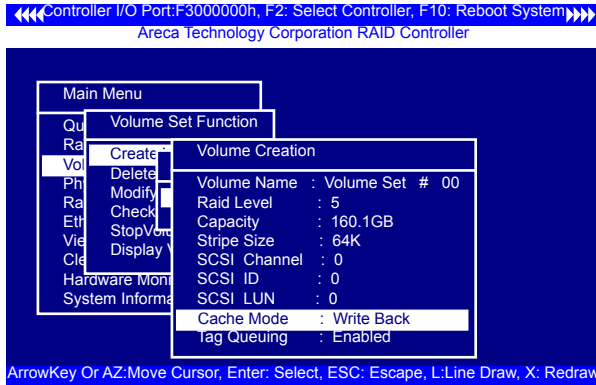 Controller I/O Port:F3000000h, F2: Select Controller, F10: Reboot System
Areca Technology Corporation RAID Controller
Main Menu
Volume Set Function
Create
Delete
Modify
Check
StopVolu
Display V
Hardware Moni
System Informa
Volume Creation
Volume Name : Volume Set # 00
Raid Level : 5
Capacity : 160.1GB
Stripe Size : 64K
SCSI Channel : 0
SCSI ID : 0
SCSI LUN : 0
Cache Mode : Write Back
Tag Queuing : Enabled
ArrowKey Or AZ:Move Cursor, Enter: Select, ESC: Escape, L:Line Draw, X: Redraw